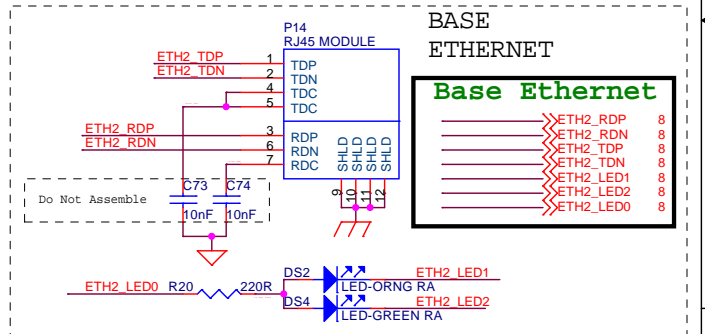 P14
RJ45 MODULE
BASE
ETHERNET
ETH2_TDP 1 TDP
ETH2_TDN 2 TDN
4 TDC
5 TDC
ETH2_RDP 3 RDP
ETH2_RDN 6 RDN
7 RDC
SHLD SHLD SHLD SHLD
9 10 11 12
C73 C74
Do Not Assemble
10nF 10nF
Base Ethernet
ETH2_RDP 8
ETH2_RDN 8
ETH2_TDP 8
ETH2_TDN 8
ETH2_LED1 8
ETH2_LED2 8
ETH2_LED0 8
ETH2_LED0 R20 220R
DS2 ETH2_LED1
LED-ORNG RA
DS4 ETH2_LED2
LED-GREEN RA